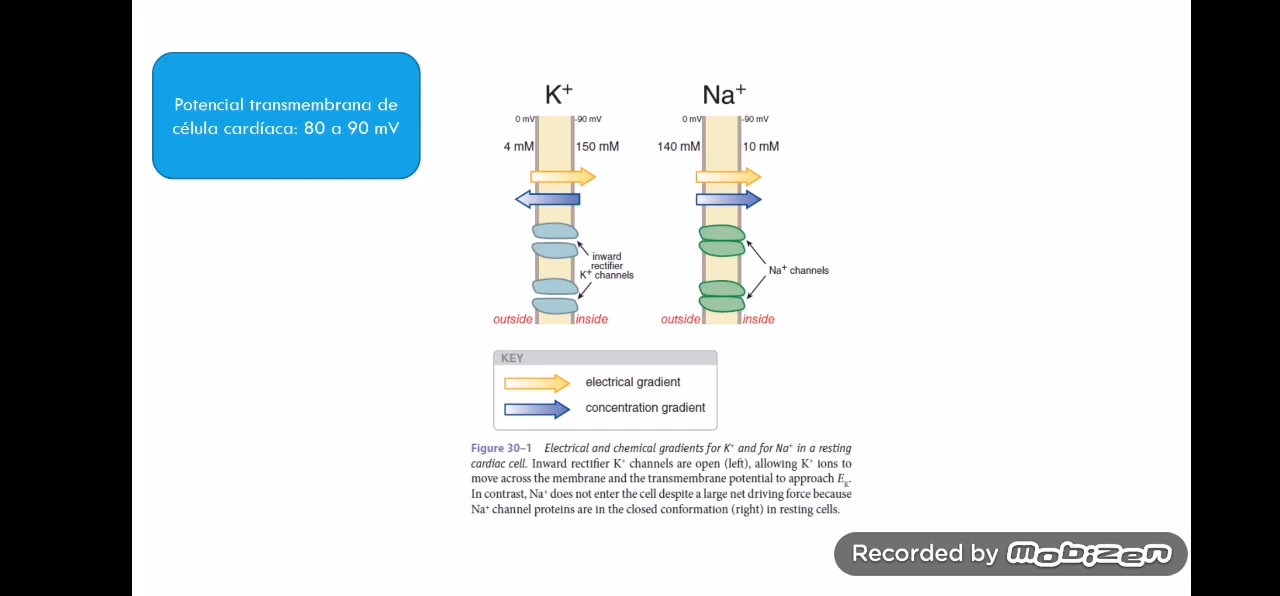 Potencial transmembrana de
célula cardíaca: 80 a 90 mV
K+
0 mV
-90 mV
4 mM
150 mM
inward
rectifier
K+ channels
outside
inside
Na+
0 mV
-90 mV
140 mM
10 mM
Na+ channels
outside
inside
KEY
electrical gradient
concentration gradient
Figure 30–1 Electrical and chemical gradients for K+ and for Na+ in a resting
cardiac cell. Inward rectifier K+ channels are open (left), allowing K+ ions to
move across the membrane and the transmembrane potential to approach EK.
In contrast, Na+ does not enter the cell despite a large net driving force because
Na+ channel proteins are in the closed conformation (right) in resting cells.
Recorded by mobizen